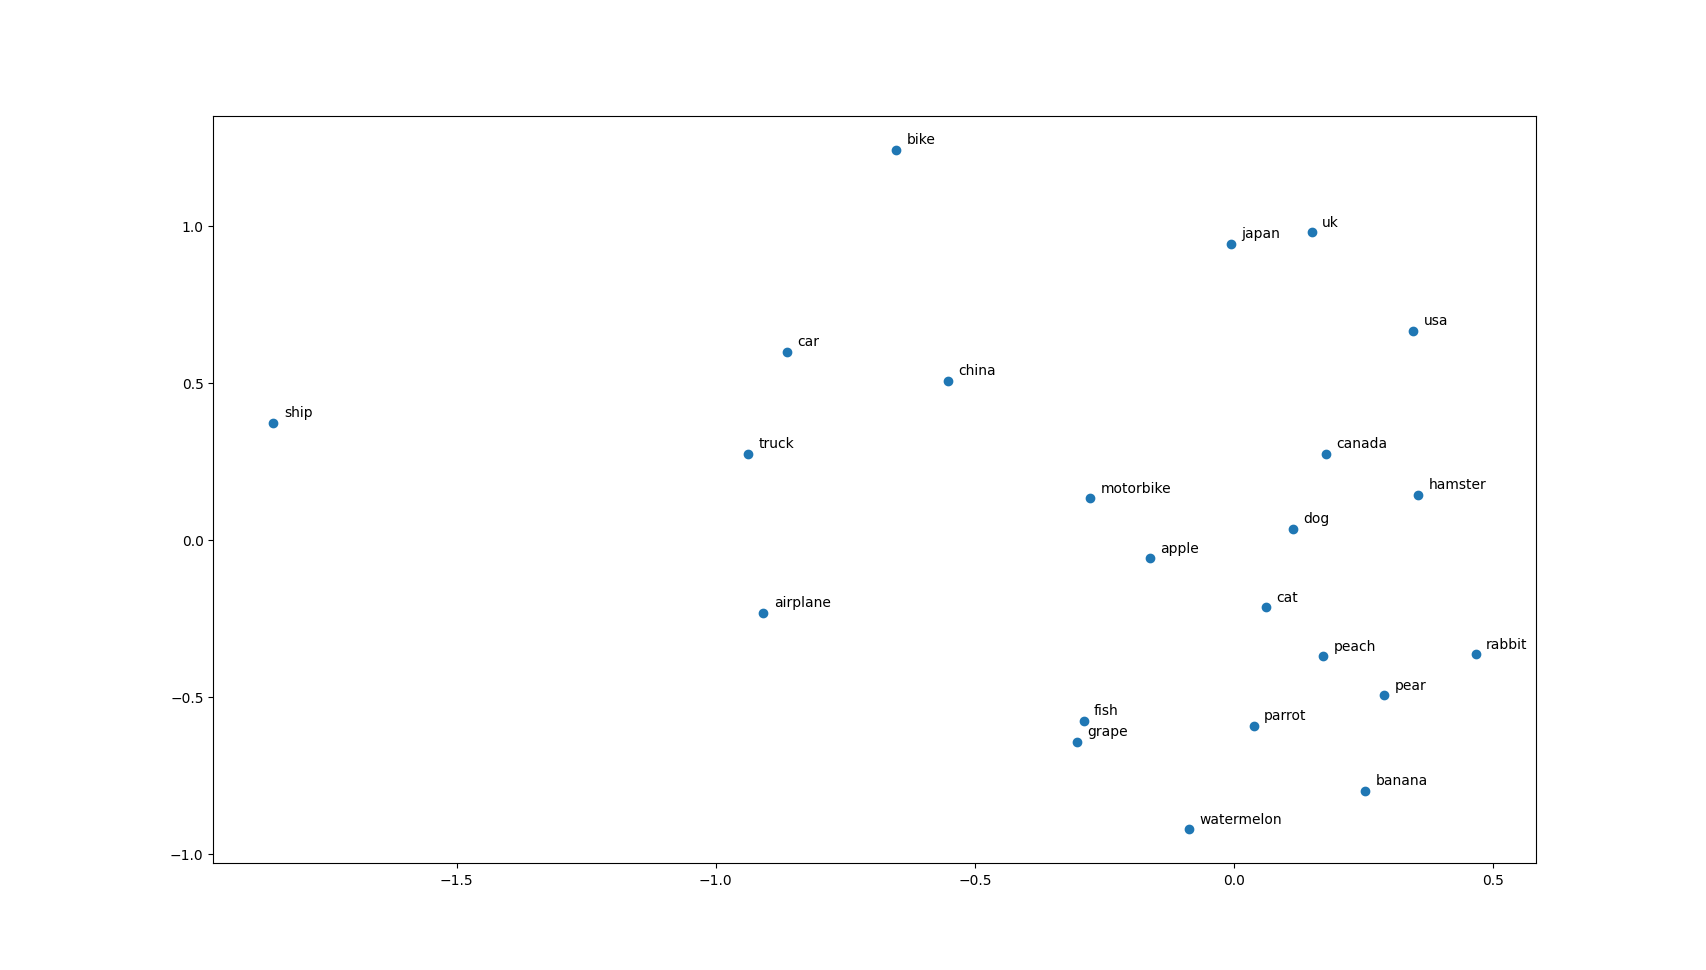 bike
uk
japan
1.0
usa
car
china
0.5
ship
truck
canada
hamster
motorbike
dog
0.0
apple
cat
airplane
peach
rabbit
pear
−0.5
fish
parrot
grape
banana
watermelon
−1.0
−1.5 −1.0 −0.5 0.0 0.5